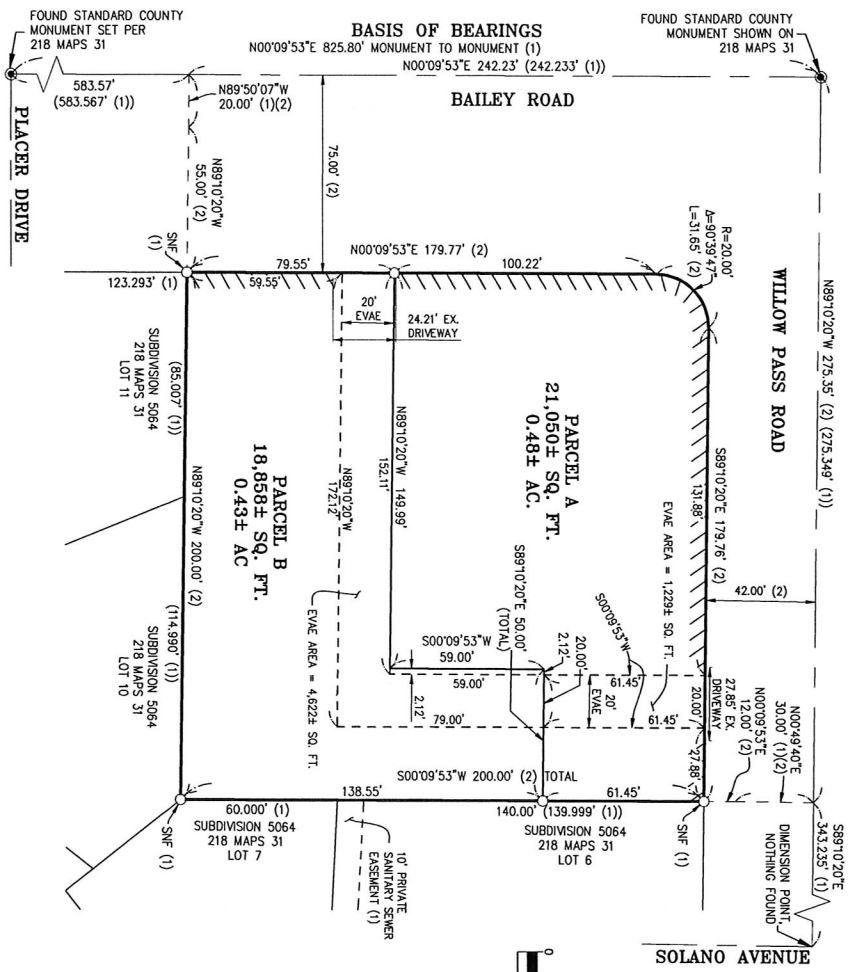 FOUND STANDARD COUNTY
MONUMENT SET PER
218 MAPS 31
BASIS OF BEARINGS
N00°09'53"E 825.80' MONUMENT TO MONUMENT (1)
N00°09'53"E 242.23' (242.233' (1))
FOUND STANDARD COUNTY
MONUMENT SHOWN ON
218 MAPS 31
583.57'
(583.567' (1))
N89°50'07"W
20.00' (1)(2)
BAILEY ROAD
PLACER DRIVE
75.00' (2)
N89°10'20"W
55.00' (2)
R=20.00'
Δ=90°39'47"
L=31.65' (2)
WILLOW PASS ROAD
N89°10'20"W 275.35' (2) (275.349' (1))
SNF
(1)
N00°09'53"E 179.77' (2)
79.55'
100.22'
123.293' (1)
59.55'
20'
EVAE
24.21' EX.
DRIVEWAY
SUBDIVISION 5064
218 MAPS 31
LOT 11
(85.007' (1))
N89°10'20"W 200.00' (2)
PARCEL B
18,858± SQ. FT.
0.43± AC
N89°10'20"W
172.12'
N89°10'20"W 149.99'
152.11'
PARCEL A
21,050± SQ. FT.
0.48± AC.
S89°10'20"E 179.76' (2)
131.88'
42.00' (2)
EVAE AREA = 1,229± SQ. FT.
S89°10'20"E 50.00'
(TOTAL)
S00°09'53"W
S00°09'53"W
59.00'
59.00'
2.12'
2.12'
20.00'
20'
EVAE
61.45'
20.00'
27.85' EX.
DRIVEWAY
N00°09'53"E
12.00' (2)
N00°49'40"E
30.00' (1)(2)
79.00'
61.45'
27.88'
EVAE AREA = 4,622± SQ. FT.
SUBDIVISION 5064
218 MAPS 31
LOT 10
(114.990' (1))
S00°09'53"W 200.00' (2) TOTAL
138.55'
61.45'
60.000' (1)
140.00' (139.999' (1))
SUBDIVISION 5064
218 MAPS 31
LOT 7
SUBDIVISION 5064
218 MAPS 31
LOT 6
SNF (1)
SNF (1)
10' PRIVATE
SANITARY SEWER
EASEMENT (1)
DIMENSION POINT,
NOTHING FOUND
S89°10'20"E
343.235' (1)
SOLANO AVENUE
0